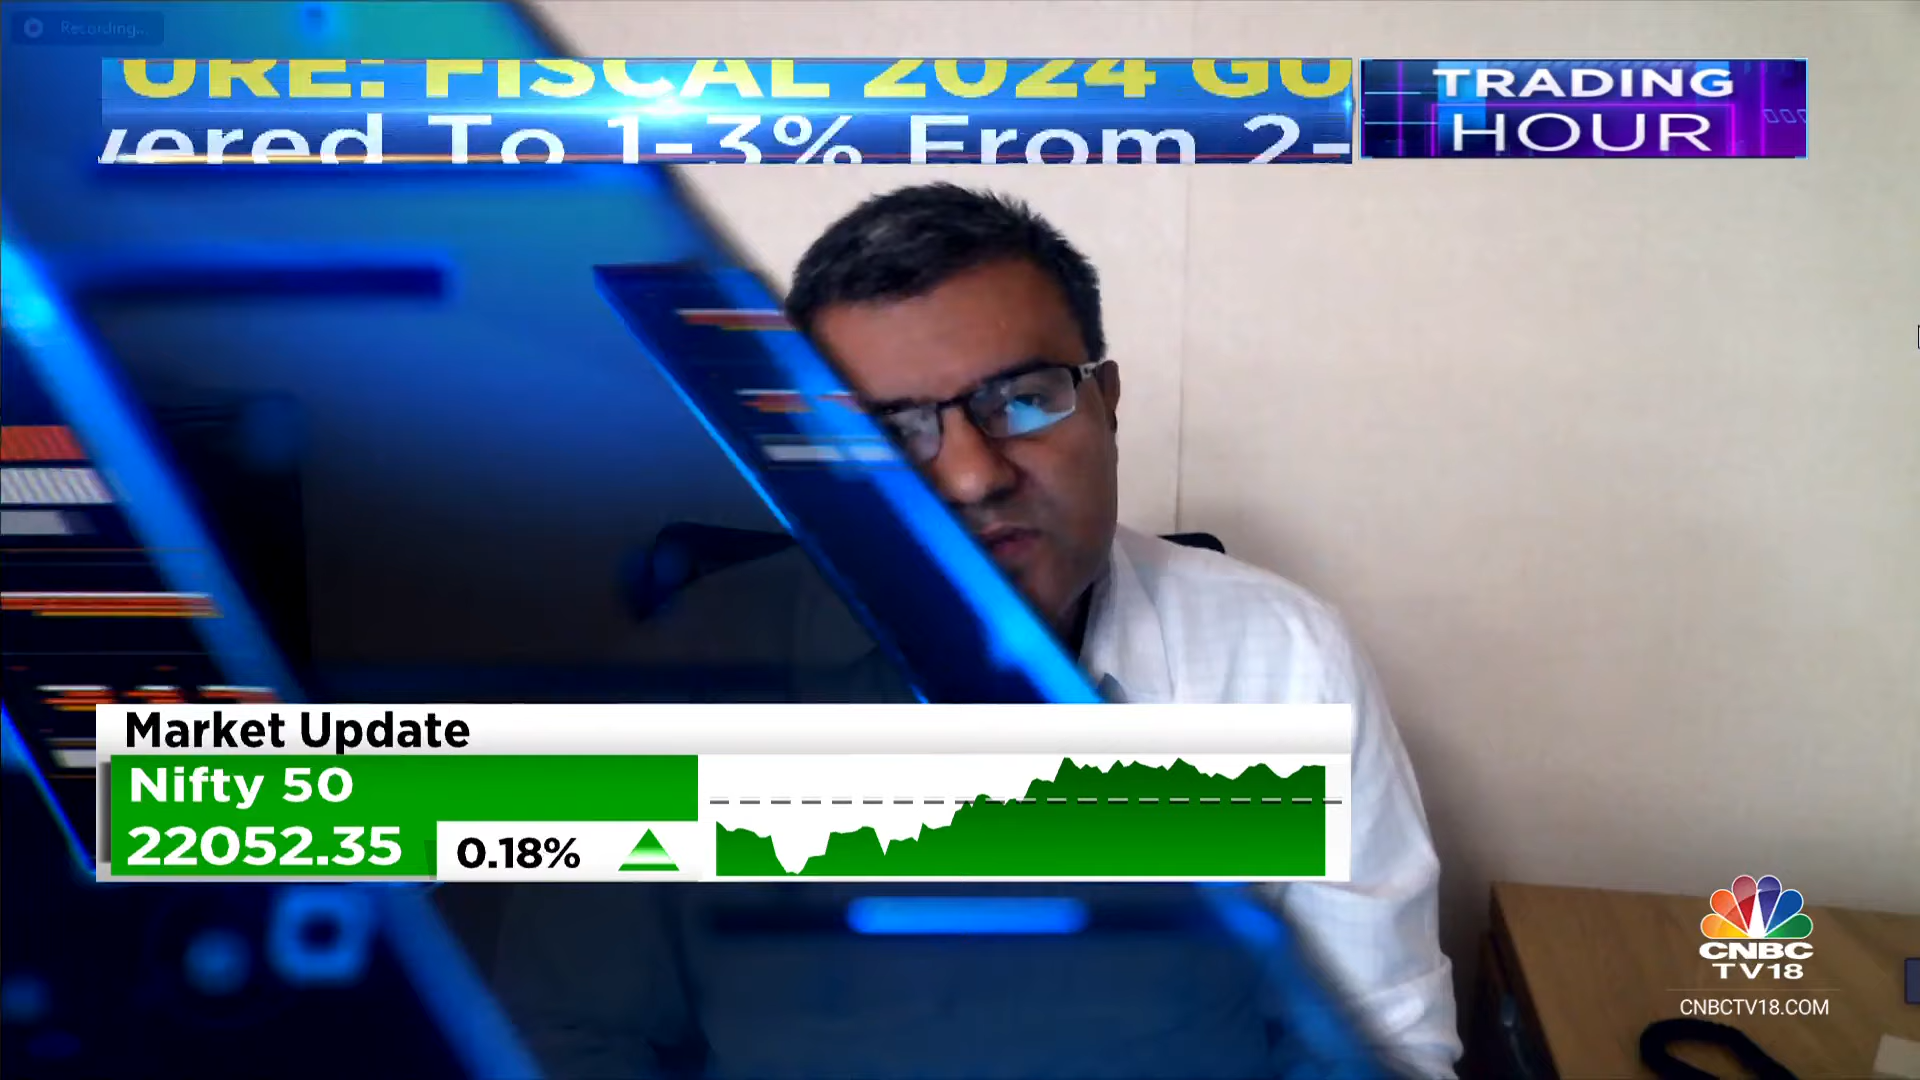 Recording...
URE: FISCAL 2024 GU
vered To 1-3% From 2-
TRADING
HOUR
Market Update
Nifty 50
22052.35
0.18%
CNBC
TV18
CNBCTV18.COM